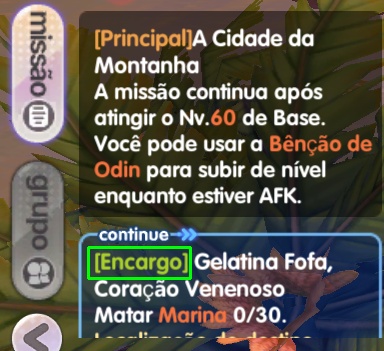 missão
grupo
[Principal]A Cidade da
Montanha
A missão continua após
atingir o Nv.60 de Base.
Você pode usar a Bênção de
Odin para subir de nível
enquanto estiver AFK.
continue
[Encargo] Gelatina Fofa,
Coração Venenoso
Matar Marina 0/30.